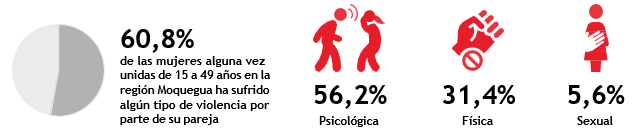 60,8%
de las mujeres alguna vez
unidas de 15 a 49 años en la
región Moquegua ha sufrido
algún tipo de violencia por
parte de su pareja
56,2%
Psicológica
31,4%
Física
5,6%
Sexual